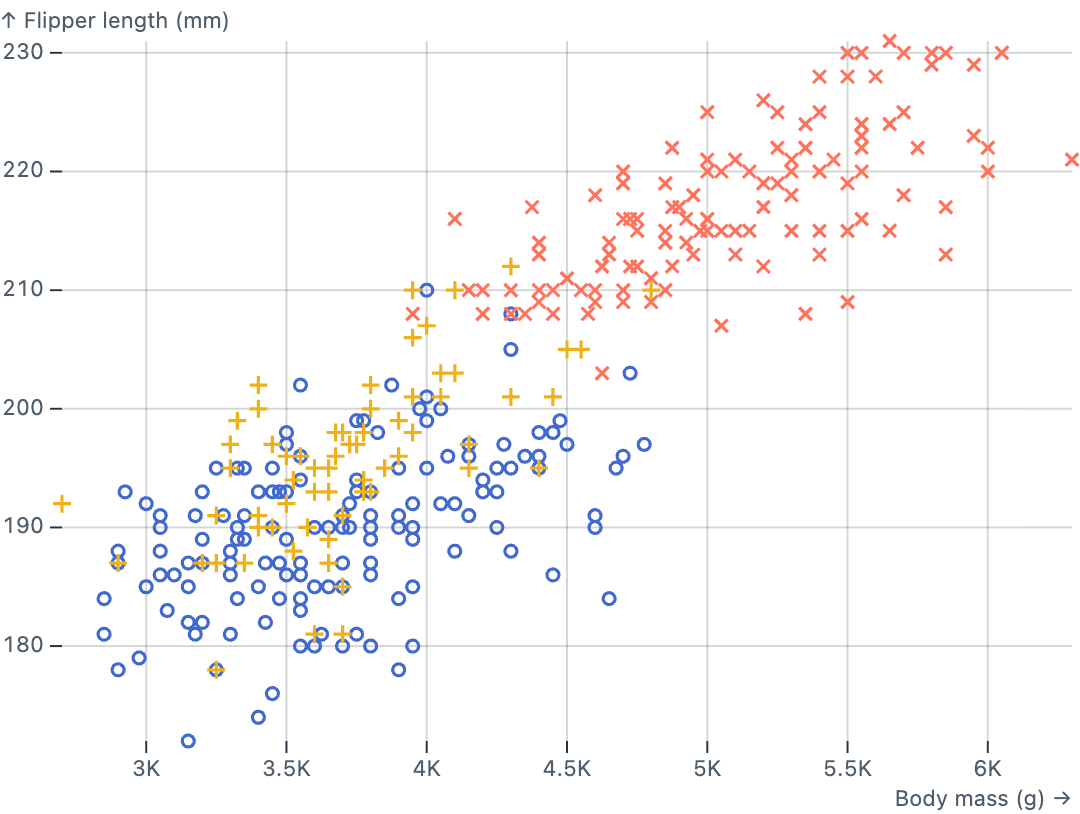 ↑ Flipper length (mm)
230
220
210
200
190
180
3K 3.5K 4K 4.5K 5K 5.5K 6K
Body mass (g) →